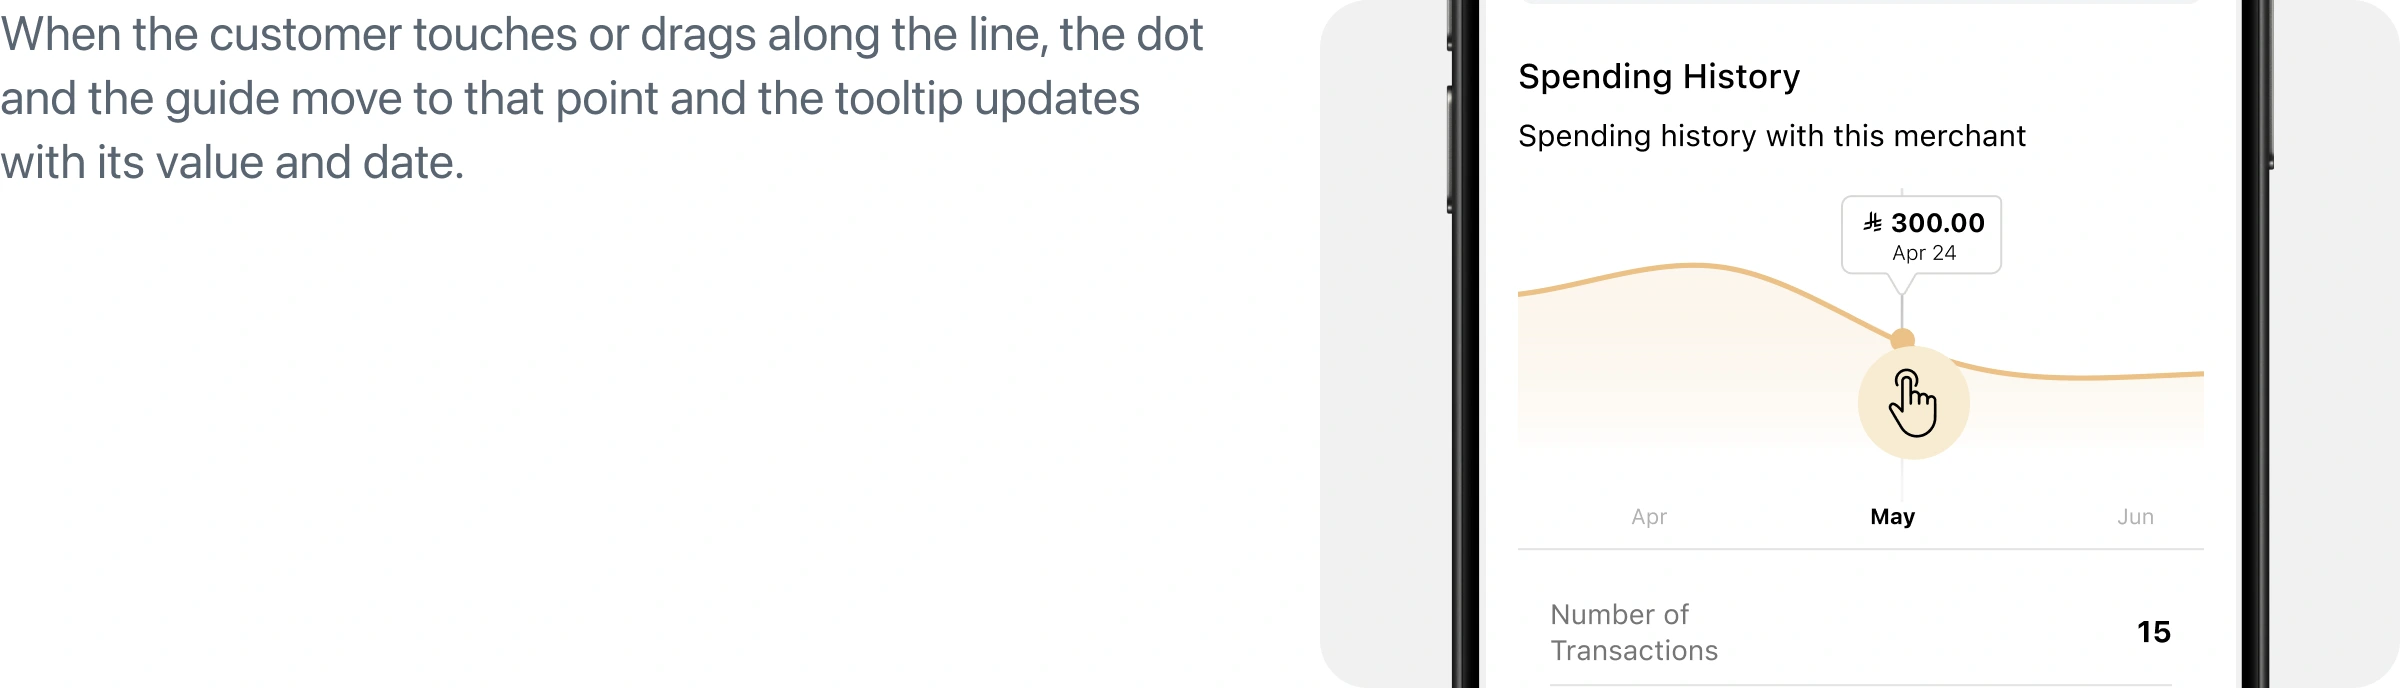 When the customer touches or drags along the line, the dot
and the guide move to that point and the tooltip updates
with its value and date.
Spending History
Spending history with this merchant
⃁ 300.00
Apr 24
Apr
May
Jun
Number of
Transactions
15